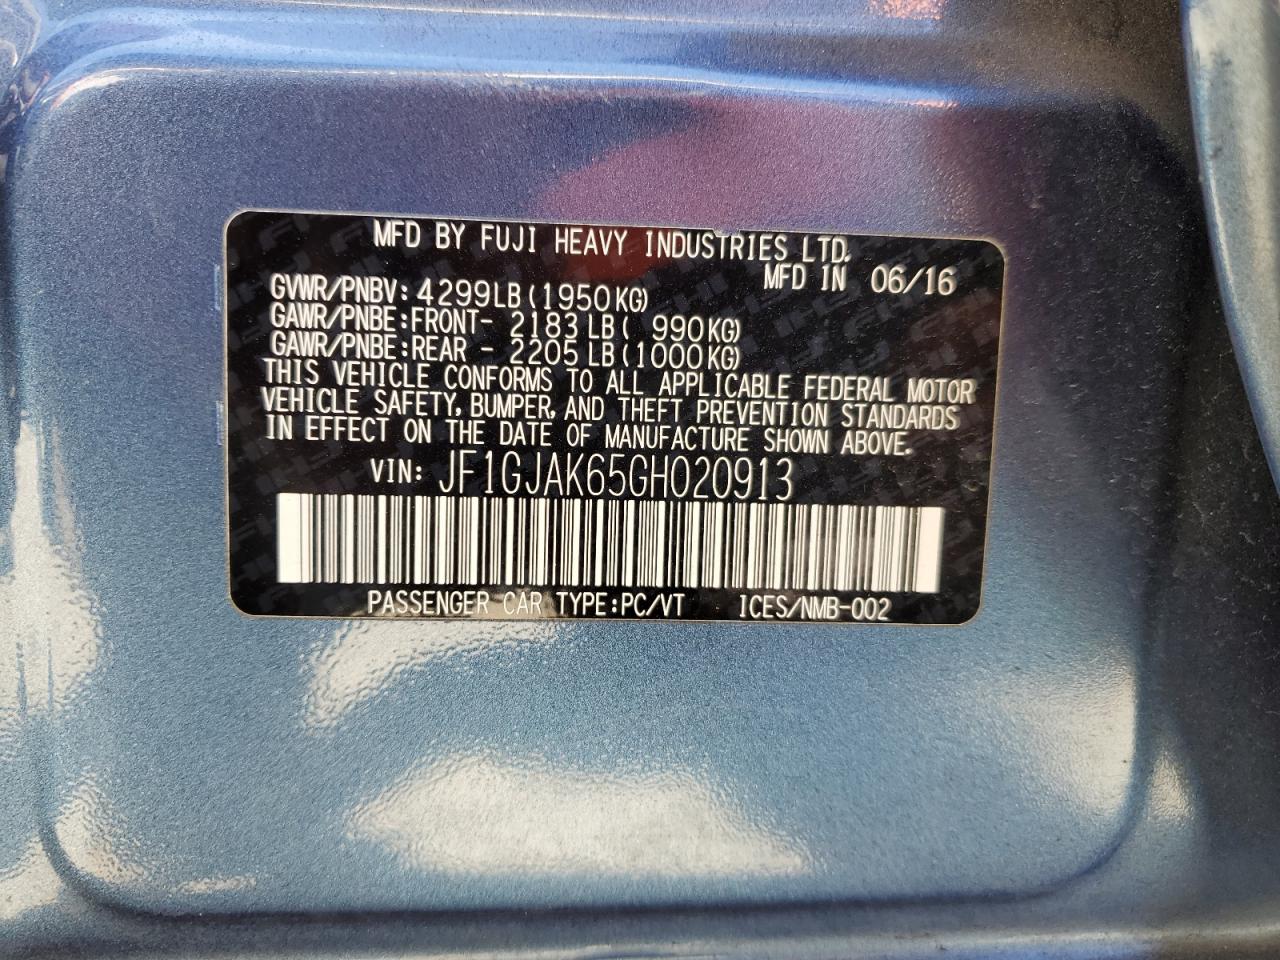 MFD BY FUJI HEAVY INDUSTRIES LTD.
MFD IN 06/16
GVWR/PNBV: 4299LB(1950KG)
GAWR/PNBE:FRONT- 2183LB( 990KG)
GAWR/PNBE:REAR - 2205LB(1000KG)
THIS VEHICLE CONFORMS TO ALL APPLICABLE FEDERAL MOTOR
VEHICLE SAFETY, BUMPER, AND THEFT PREVENTION STANDARDS
IN EFFECT ON THE DATE OF MANUFACTURE SHOWN ABOVE.
VIN: JF1GJAK65GH020913
PASSENGER CAR TYPE:PC/VT ICES/NMB-002